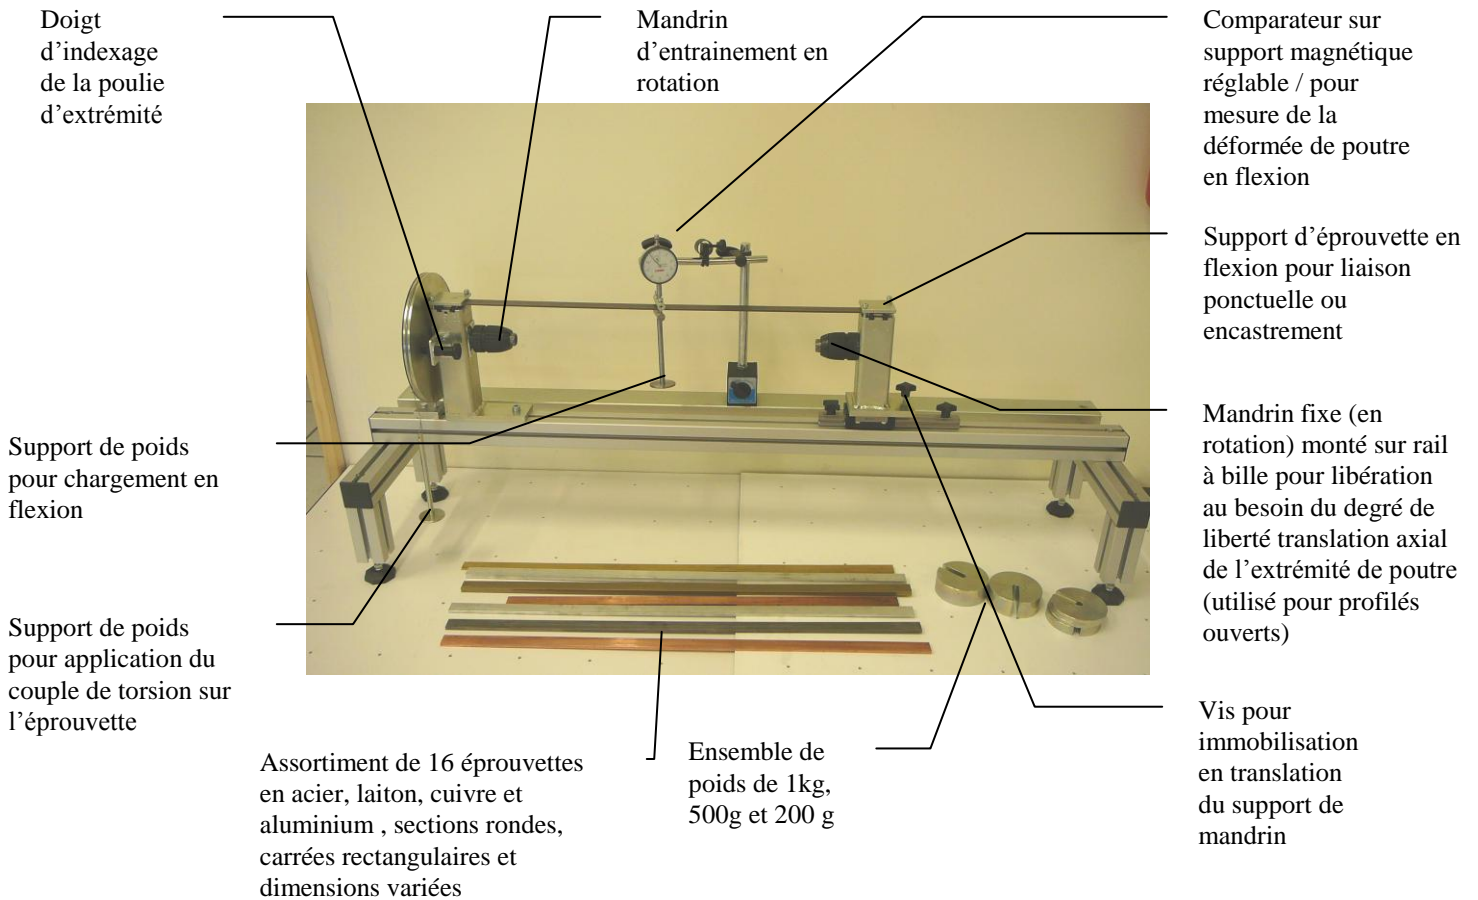 Doigt
d’indexage
de la poulie
d’extrémité
Mandrin
d’entrainement en
rotation
Comparateur sur
support magnétique
réglable / pour
mesure de la
déformée de poutre
en flexion
Support d’éprouvette en
flexion pour liaison
ponctuelle ou
encastrement
Mandrin fixe (en
rotation) monté sur rail
à bille pour libération
au besoin du degré de
liberté translation axial
de l’extrémité de poutre
(utilisé pour profilés
ouverts)
Support de poids
pour chargement en
flexion
Support de poids
pour application du
couple de torsion sur
l’éprouvette
Assortiment de 16 éprouvettes
en acier, laiton, cuivre et
aluminium , sections rondes,
carrées rectangulaires et
dimensions variées
Ensemble de
poids de 1kg,
500g et 200 g
Vis pour
immobilisation
en translation
du support de
mandrin